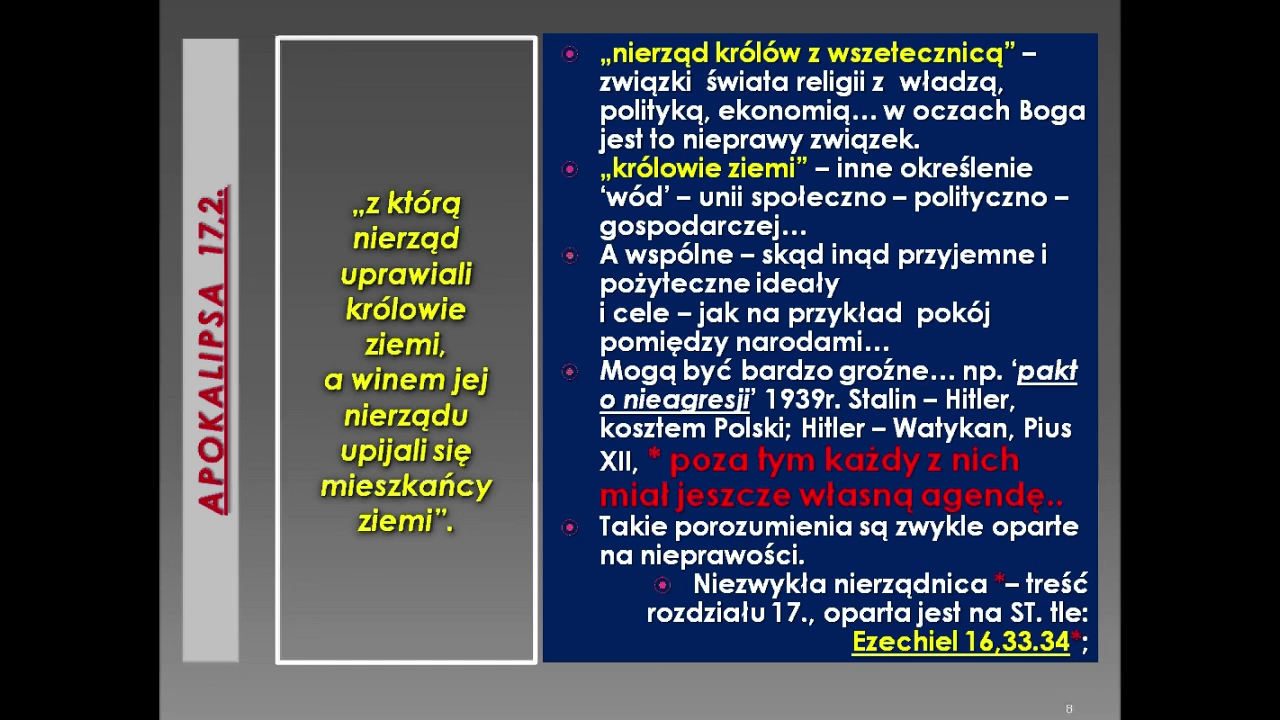 APOKALIPSA 17,2.
„z którą
nierząd
uprawiali
królowie
ziemi,
a winem jej
nierządu
upijali się
mieszkańcy
ziemi”.
„nierząd królów z wszetecznicą” –
związki świata religii z władzą,
polityką, ekonomią… w oczach Boga
jest to nieprawy związek.
„królowie ziemi” – inne określenie
‘wód’ – unii społeczno – polityczno –
gospodarczej…
A wspólne – skąd inąd przyjemne i
pożyteczne ideały
i cele – jak na przykład pokój
pomiędzy narodami…
Mogą być bardzo groźne… np. ‘pakt
o nieagresji’ 1939r. Stalin – Hitler,
kosztem Polski; Hitler – Watykan, Pius
XII, * poza tym każdy z nich
miał jeszcze własną agendę..
Takie porozumienia są zwykle oparte
na nieprawości.
Niezwykła nierządnica *– treść
rozdziału 17., oparta jest na ST. tle:
Ezechiel 16,33.34*;
8